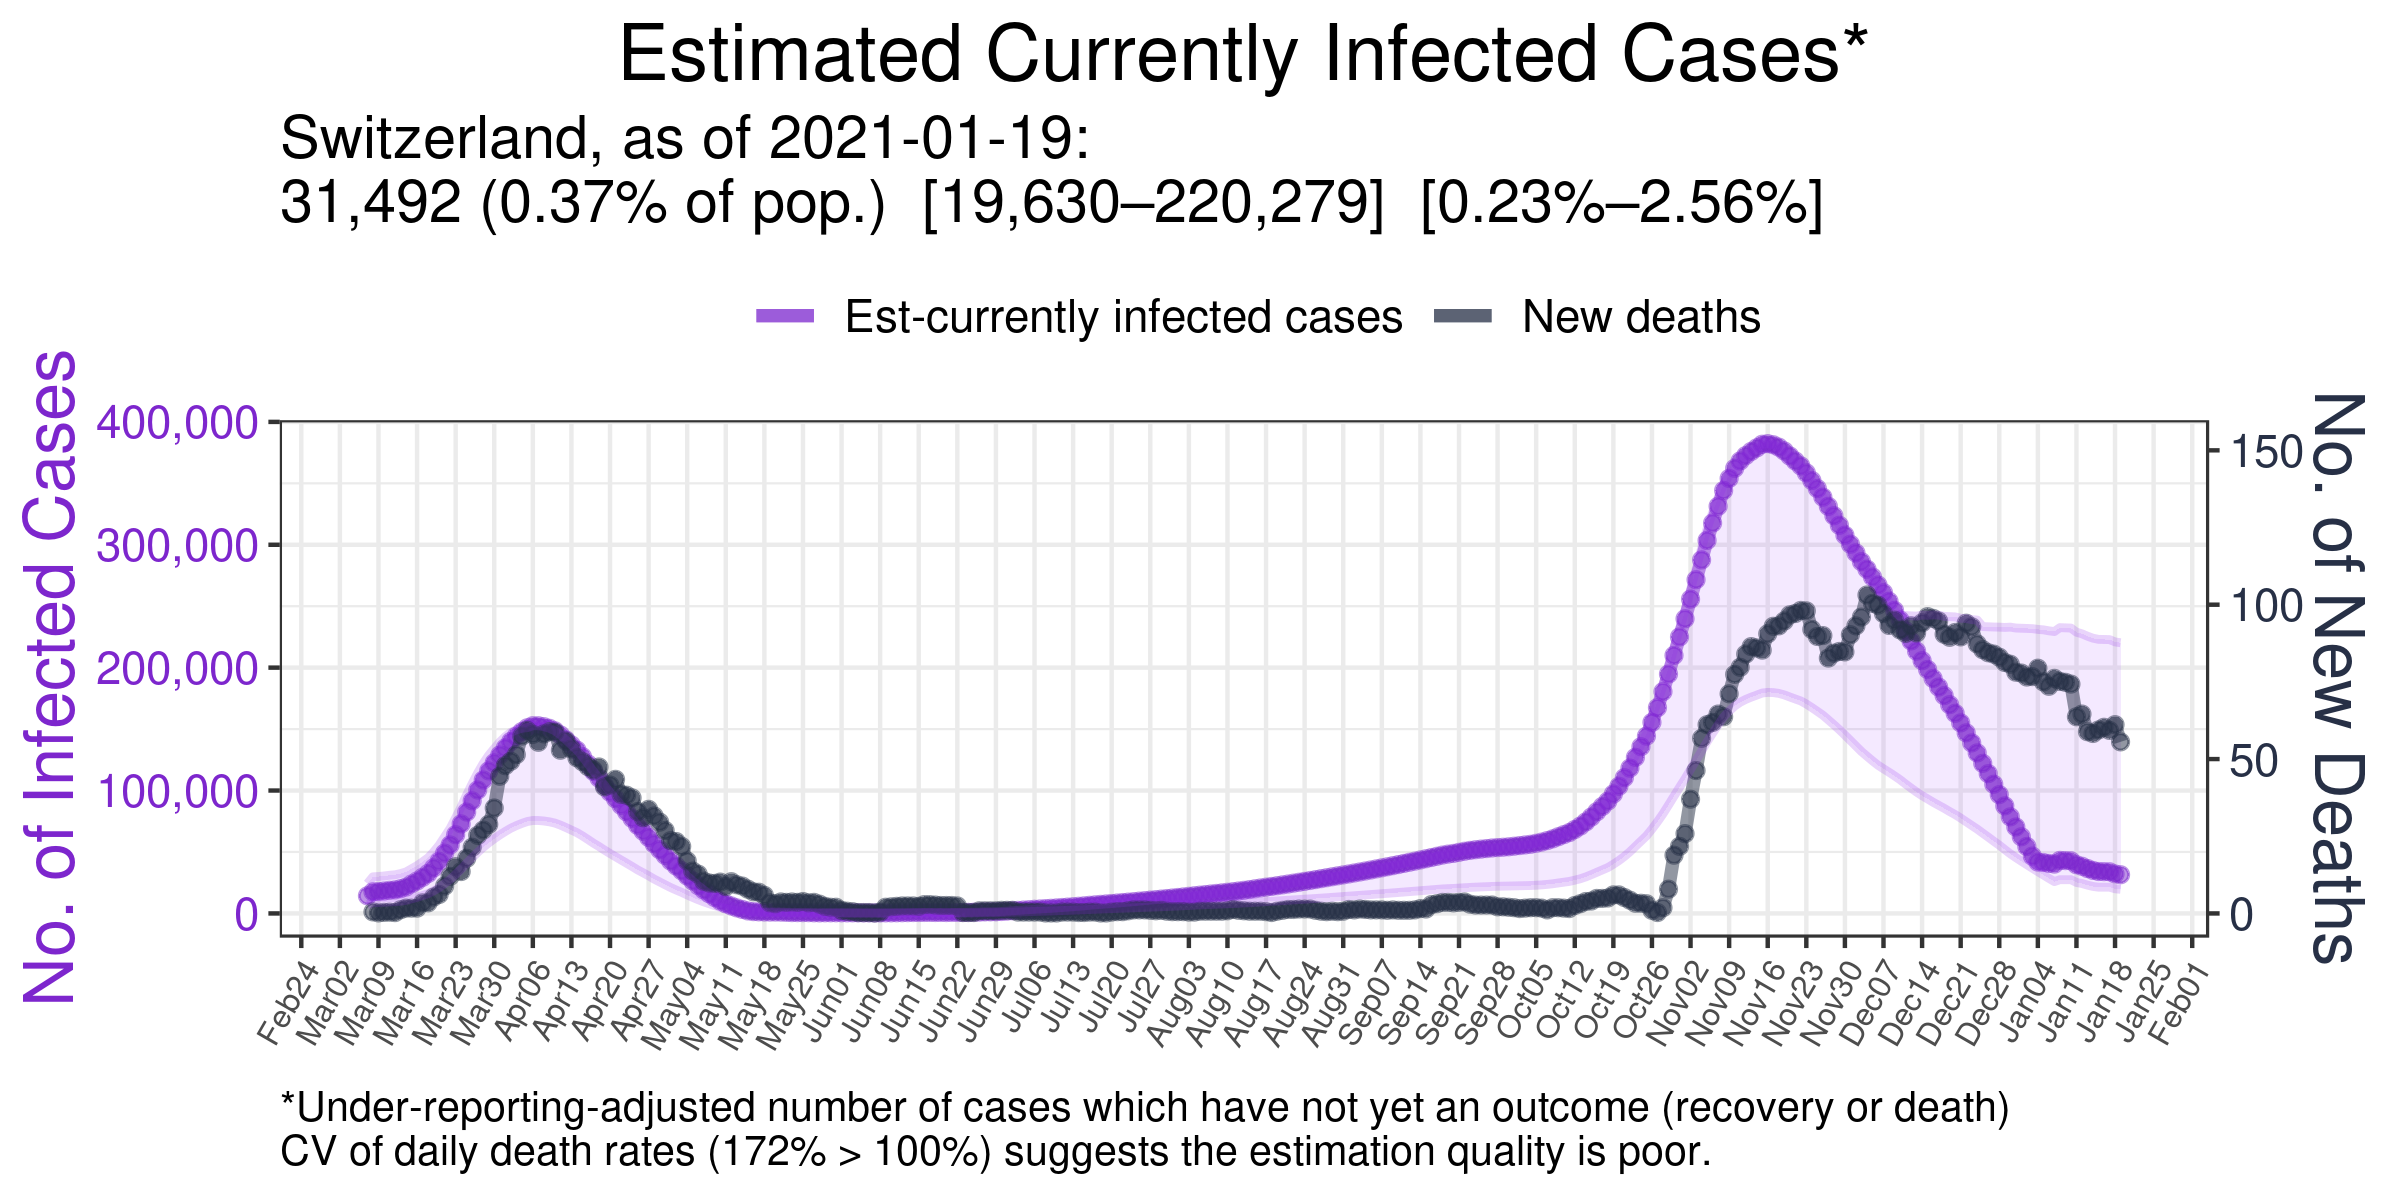 Estimated Currently Infected Cases*
Switzerland, as of 2021-01-19:
31,492 (0.37% of pop.) [19,630–220,279] [0.23%–2.56%]
Est-currently infected cases New deaths
No. of Infected Cases
400,000
300,000
200,000
100,000
0
150
100
50
0
No. of New Deaths
Feb24 Mar02 Mar09 Mar16 Mar23 Mar30 Apr06 Apr13 Apr20 Apr27 May04 May11 May18 May25 Jun01 Jun08 Jun15 Jun22 Jun29 Jul06 Jul13 Jul20 Jul27 Aug03 Aug10 Aug17 Aug24 Aug31 Sep07 Sep14 Sep21 Sep28 Oct05 Oct12 Oct19 Oct26 Nov02 Nov09 Nov16 Nov23 Nov30 Dec07 Dec14 Dec21 Dec28 Jan04 Jan11 Jan18 Jan25 Feb01
*Under-reporting-adjusted number of cases which have not yet an outcome (recovery or death)
CV of daily death rates (172% > 100%) suggests the estimation quality is poor.